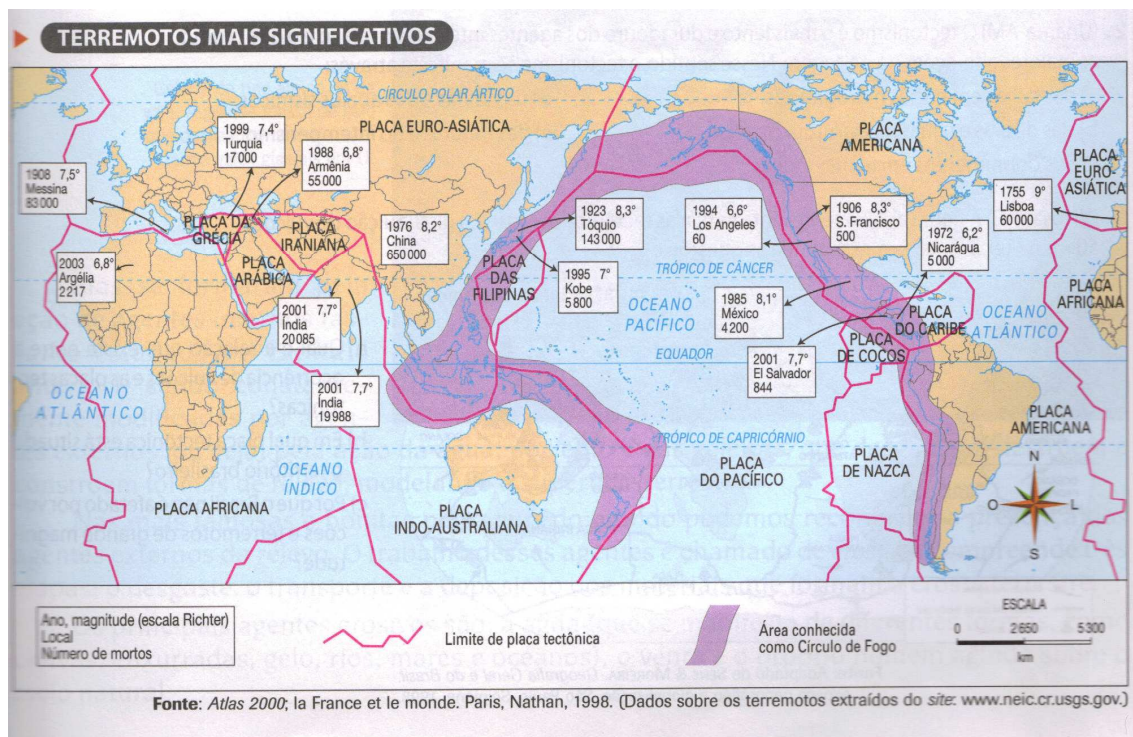 TERREMOTOS MAIS SIGNIFICATIVOS
CÍRCULO POLAR ÁRTICO
PLACA EURO-ASIÁTICA
PLACA
AMERICANA
PLACA
EURO-
ASIÁTICA
1999 7,4°
Turquia
17 000
1988 6,8°
Armênia
55 000
1908 7,5°
Messina
83 000
PLACA DA
GRÉCIA
PLACA
IRANIANA
PLACA
ARÁBICA
1976 8,2°
China
650 000
2003 6,8°
Argélia
2 217
2001 7,7°
Índia
20 085
2001 7,7°
Índia
19 988
PLACA
DAS
FILIPINAS
1923 8,3°
Tóquio
143 000
1995 7°
Kobe
5 800
1994 6,6°
Los Angeles
60
1906 8,3°
S. Francisco
500
1755 9°
Lisboa
60 000
1972 6,2°
Nicarágua
5 000
TRÓPICO DE CÂNCER
OCEANO
PACÍFICO
1985 8,1°
México
4 200
2001 7,7°
El Salvador
844
EQUADOR
PLACA
DO CARIBE
PLACA
DE COCOS
OCEANO
ATLÂNTICO
PLACA
AFRICANA
OCEANO
ATLÂNTICO
OCEANO
ÍNDICO
PLACA AFRICANA
PLACA
INDO-AUSTRALIANA
TRÓPICO DE CAPRICÓRNIO
PLACA
DO PACÍFICO
PLACA
DE NAZCA
PLACA
AMERICANA
N
O
L
S
Ano, magnitude (escala Richter)
Local
Número de mortos
Limite de placa tectônica
Área conhecida
como Círculo de Fogo
ESCALA
0 2650 5300
km
Fonte: Atlas 2000; la France et le monde. Paris, Nathan, 1998. (Dados sobre os terremotos extraídos do site: www.neic.cr.usgs.gov.)